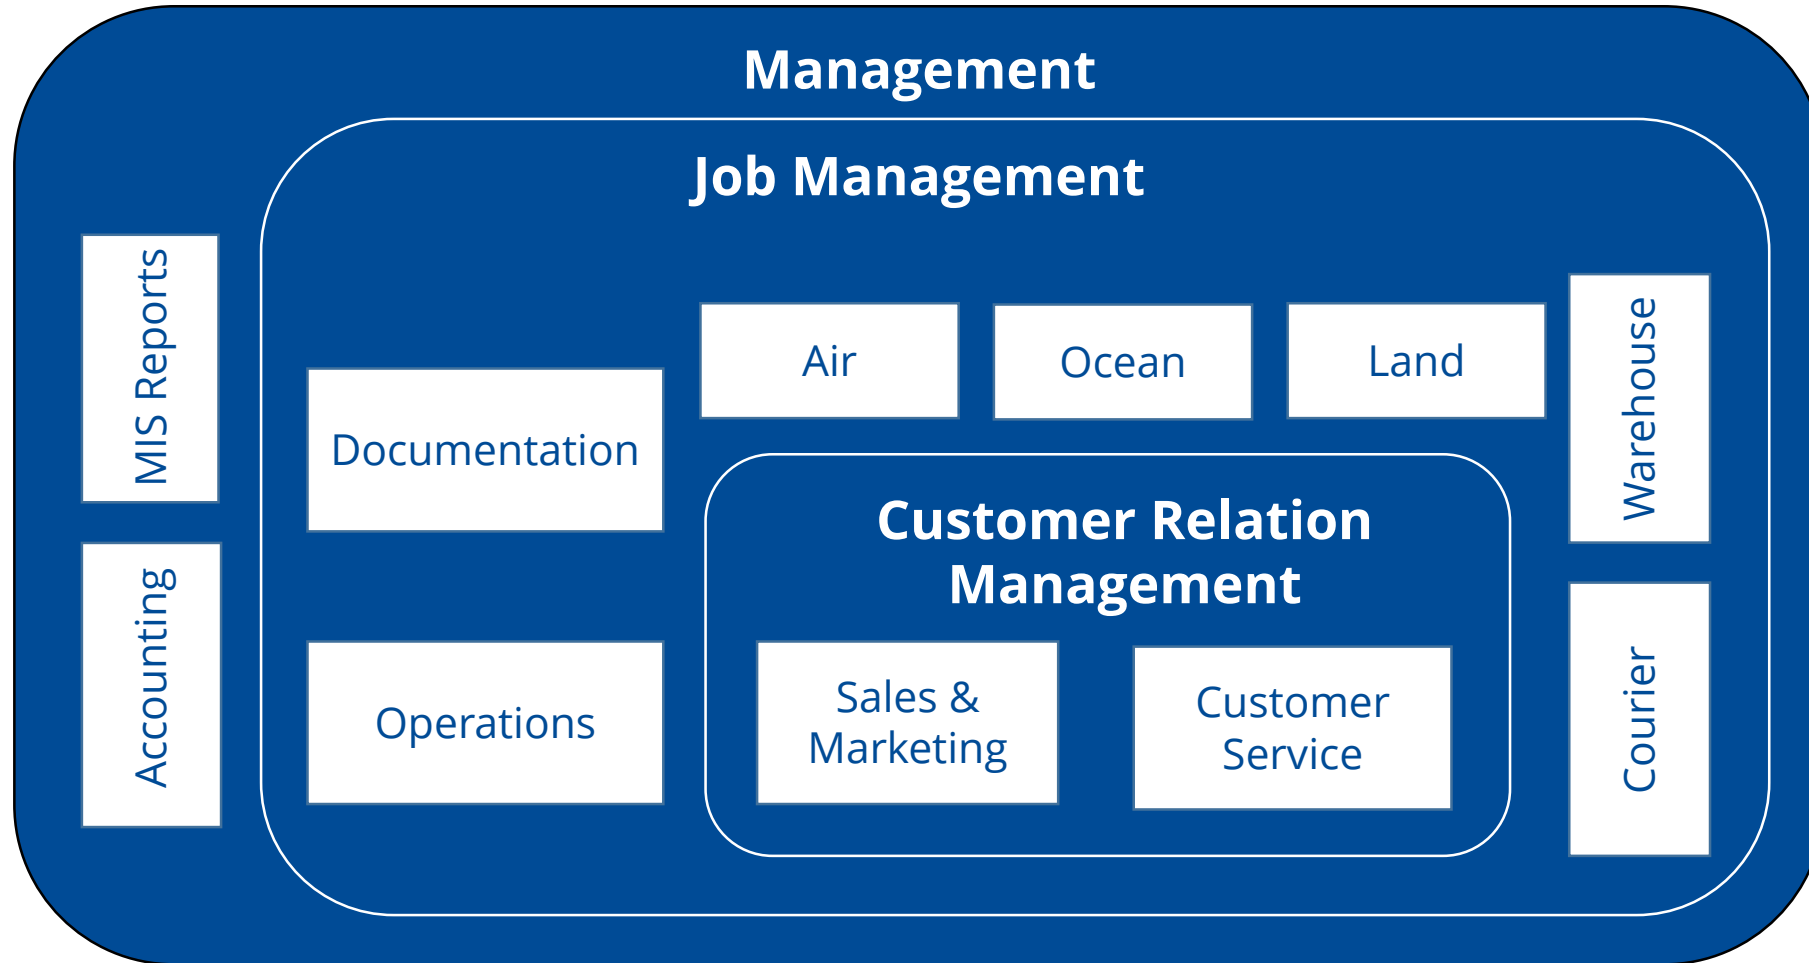 Management
Job Management
MIS Reports
Accounting
Documentation
Operations
Air
Ocean
Land
Customer Relation
Management
Sales &
Marketing
Customer
Service
Warehouse
Courier